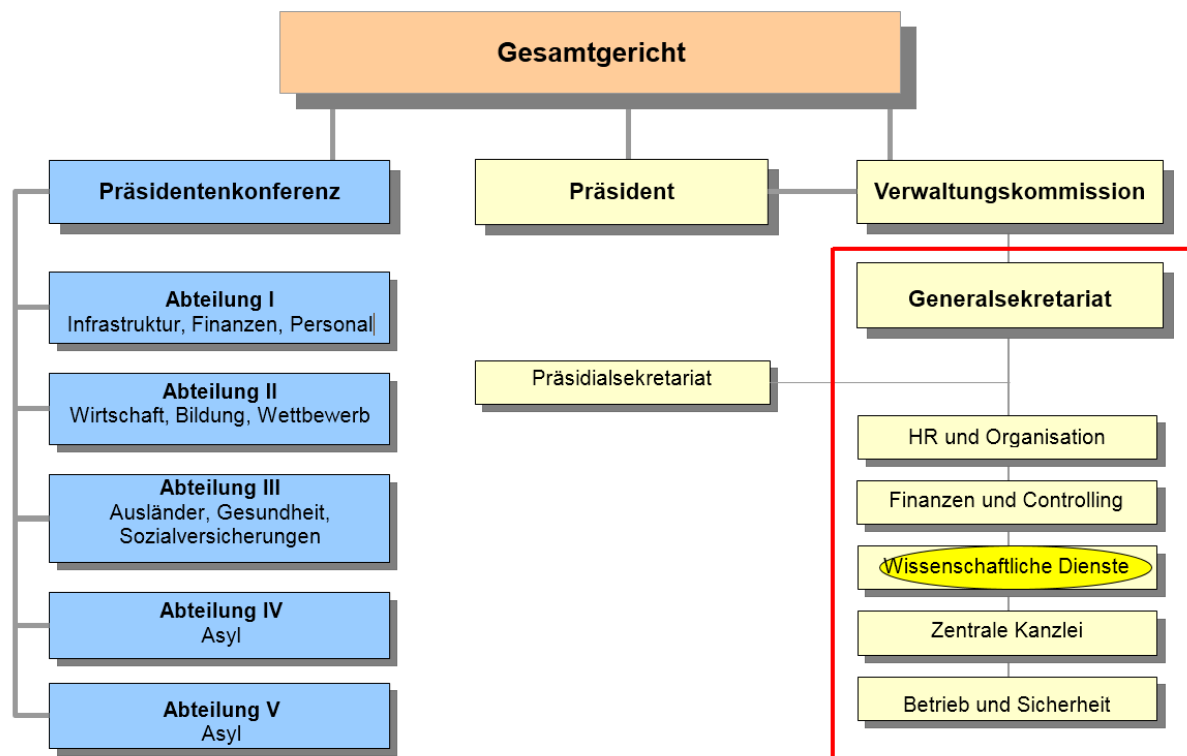 Gesamtgericht
Präsidentenkonferenz
Präsident
Verwaltungskommission
Abteilung I
Infrastruktur, Finanzen, Personal
Abteilung II
Wirtschaft, Bildung, Wettbewerb
Abteilung III
Ausländer, Gesundheit,
Sozialversicherungen
Abteilung IV
Asyl
Abteilung V
Asyl
Präsidialsekretariat
Generalsekretariat
HR und Organisation
Finanzen und Controlling
Wissenschaftliche Dienste
Zentrale Kanzlei
Betrieb und Sicherheit